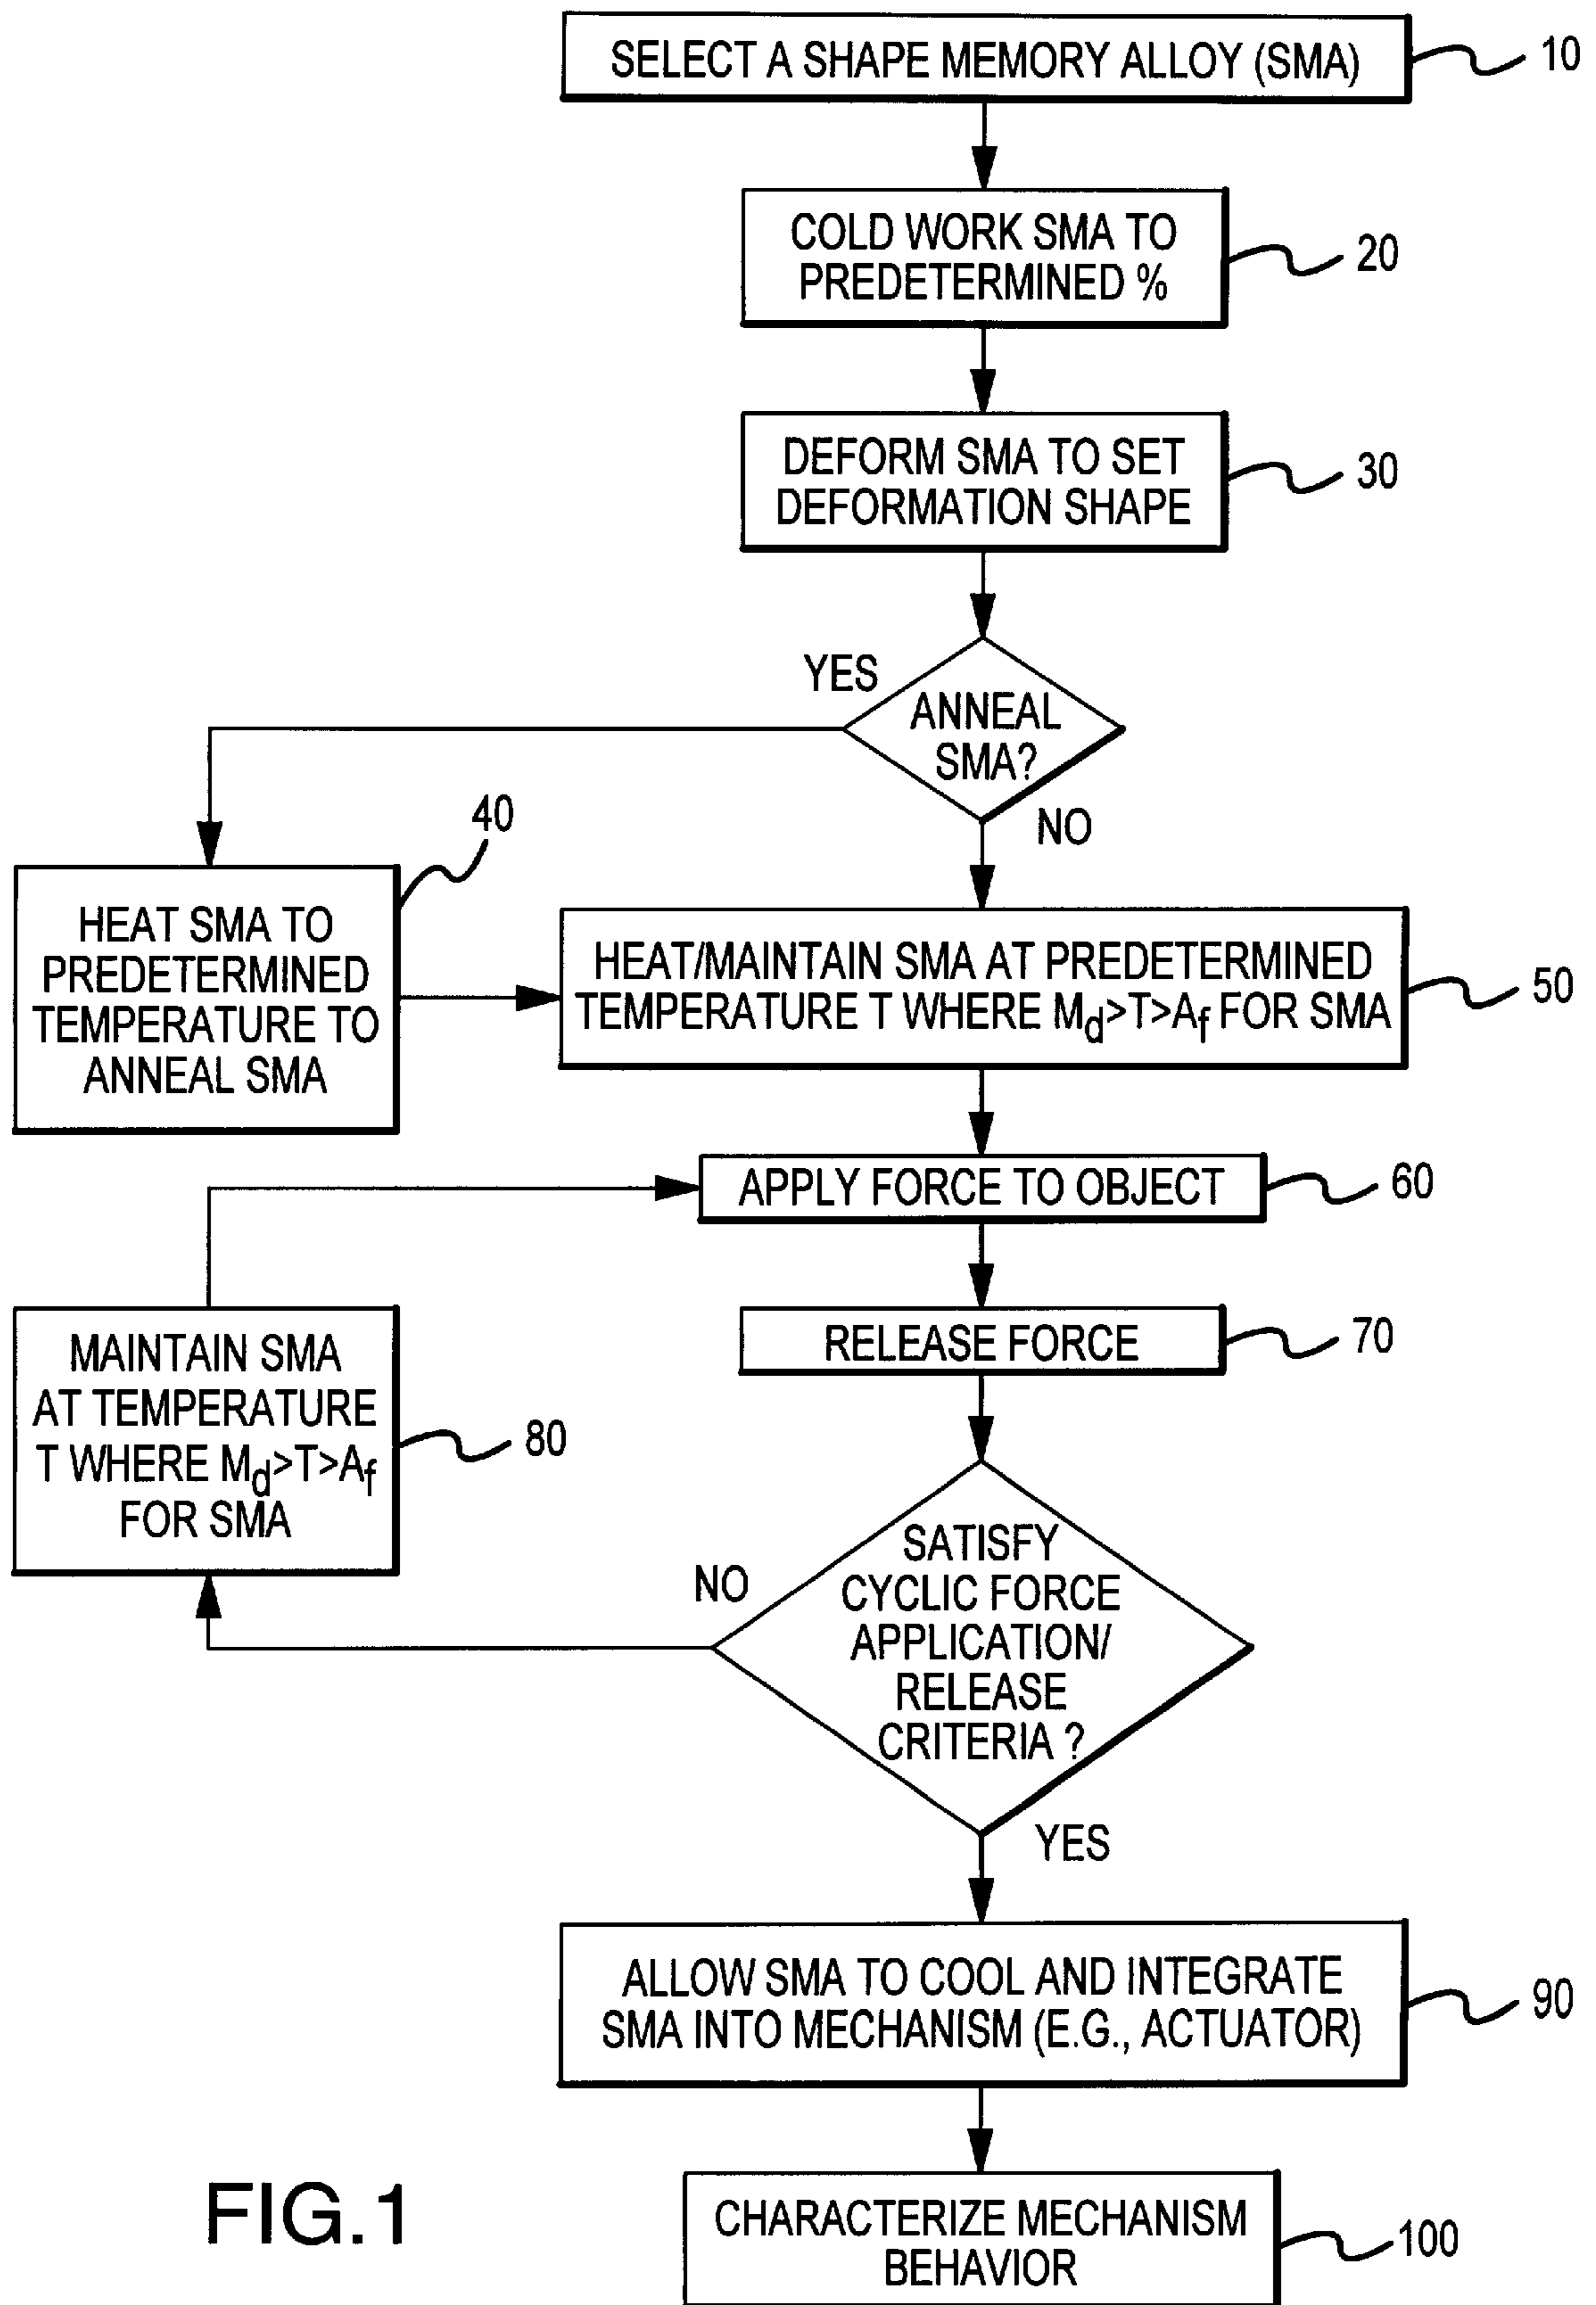 SELECT A SHAPE MEMORY ALLOY (SMA)
10
COLD WORK SMA TO
PREDETERMINED %
20
DEFORM SMA TO SET
DEFORMATION SHAPE
30
YES
ANNEAL
SMA?
NO
40
HEAT SMA TO
PREDETERMINED
TEMPERATURE TO
ANNEAL SMA
HEAT/MAINTAIN SMA AT PREDETERMINED
TEMPERATURE T WHERE Md>T>Af FOR SMA
50
APPLY FORCE TO OBJECT
60
RELEASE FORCE
70
MAINTAIN SMA
AT TEMPERATURE
T WHERE Md>T>Af
FOR SMA
80
NO
SATISFY
CYCLIC FORCE
APPLICATION/
RELEASE
CRITERIA ?
YES
ALLOW SMA TO COOL AND INTEGRATE
SMA INTO MECHANISM (E.G., ACTUATOR)
90
CHARACTERIZE MECHANISM
BEHAVIOR
100
FIG.1